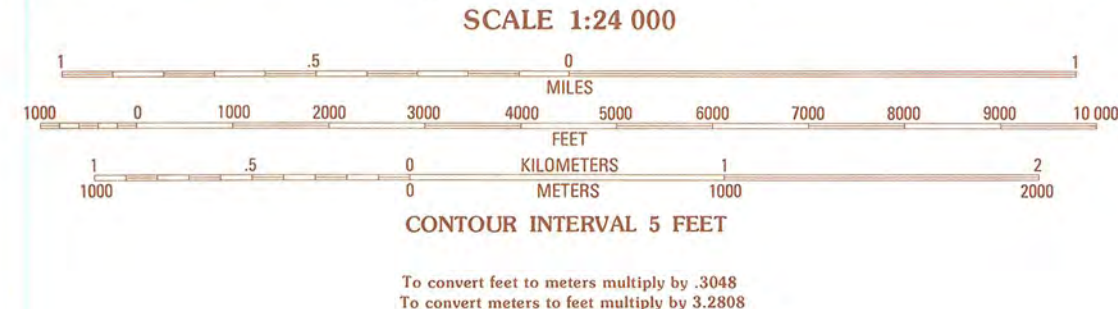 SCALE 1:24 000
1 .5 0 1
MILES
1000 0 1000 2000 3000 4000 5000 6000 7000 8000 9000 10 000
FEET
1 .5 0 KILOMETERS 1 2
1000 0 METERS 1000 2000
CONTOUR INTERVAL 5 FEET
To convert feet to meters multiply by .3048
To convert meters to feet multiply by 3.2808